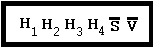 H₁ H₂ H₃ H₄ S̅ V̅